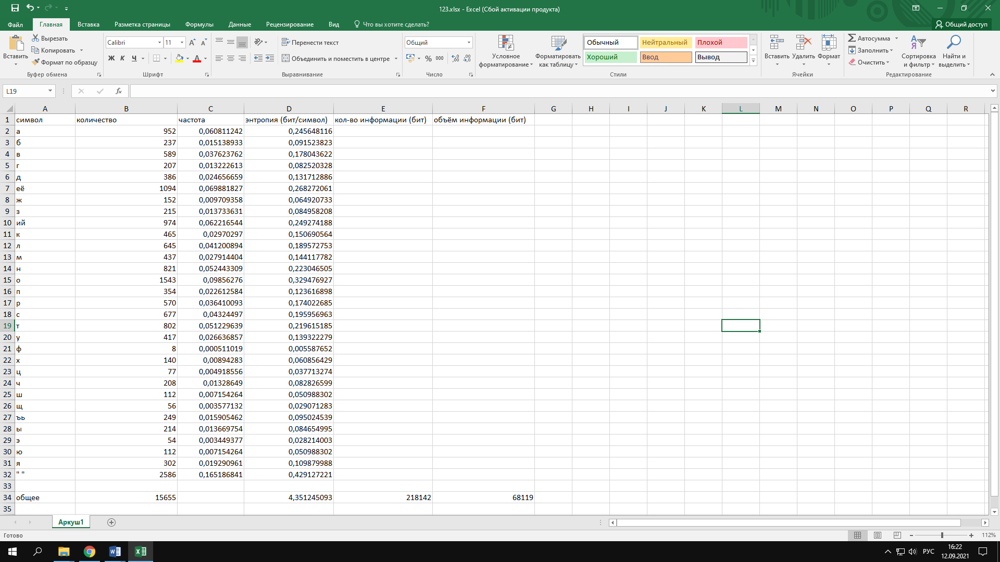 123.xlsx - Excel (Сбой активации продукта)
Файл Главная Вставка Разметка страницы Формулы Данные Рецензирование Вид Что вы хотите сделать? Общий доступ
Вставить Вырезать Копировать Формат по образцу
Буфер обмена
Calibri 11
Ж К Ч А
Шрифт
Перенести текст
Объединить и поместить в центре
Выравнивание
Общий
% 000
Число
Условное форматирование
Форматировать как таблицу
Обычный Нейтральный Плохой
Хороший Ввод Вывод
Стили
Вставить Удалить Формат
Ячейки
Автосумма
Заполнить
Очистить
Сортировка и фильтр
Найти и выделить
Редактирование
L19 fx
A B C D E F G H I J K L M N O P Q R
1 символ количество частота энтропия (бит/символ) кол-во информации (бит) объём информации (бит)
2 а 952 0,060811242 0,245648116
3 б 237 0,015138933 0,091523823
4 в 589 0,037623762 0,178043622
5 г 207 0,013222613 0,082520328
6 д 386 0,024656659 0,131712886
7 её 1094 0,069881827 0,268272061
8 ж 152 0,009709358 0,064920733
9 з 215 0,013733631 0,084958208
10 ий 974 0,062216544 0,249274188
11 к 465 0,02970297 0,150690564
12 л 645 0,041200894 0,189572753
13 м 437 0,027914404 0,144117782
14 н 821 0,052443309 0,223046505
15 о 1543 0,09856276 0,329476927
16 п 354 0,022612584 0,123616898
17 р 570 0,036410093 0,174022685
18 с 677 0,04324497 0,195956963
19 т 802 0,051229639 0,219615185
20 у 417 0,026636857 0,139322279
21 ф 8 0,000511019 0,005587652
22 х 140 0,00894283 0,060856429
23 ц 77 0,004918556 0,037713274
24 ч 208 0,01328649 0,082826599
25 ш 112 0,007154264 0,050988302
26 щ 56 0,003577132 0,029071283
27 ъь 249 0,015905462 0,095024539
28 ы 214 0,013669754 0,084654995
29 э 54 0,003449377 0,028214003
30 ю 112 0,007154264 0,050988302
31 я 302 0,019290961 0,109879988
32 " " 2586 0,165186841 0,429127221
33
34 общее 15655 4,351245093 218142 68119
35
Аркуш1
Готово 112%
РУС 16:22
12.09.2021